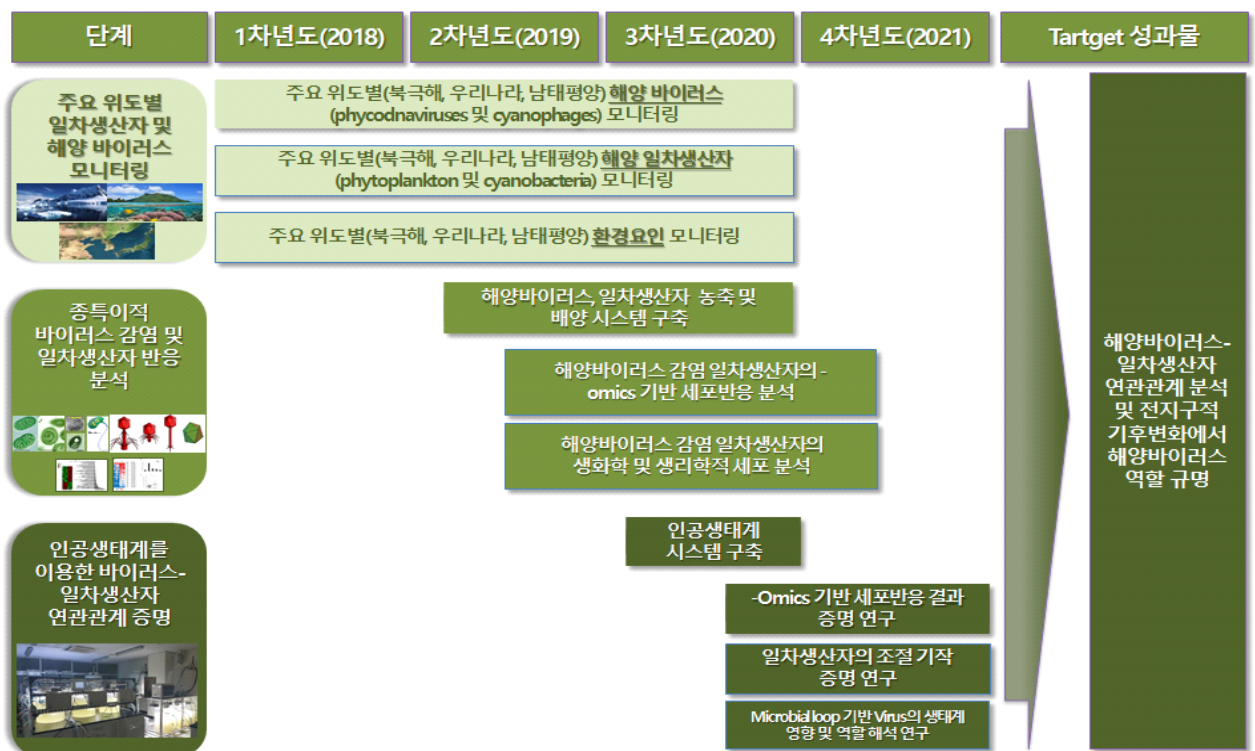 단계
1차년도(2018)
2차년도(2019)
3차년도(2020)
4차년도(2021)
Tartget 성과물
주요 위도별
일차생산자 및
해양 바이러스
모니터링
주요 위도별(북극해, 우리나라, 남태평양) 해양 바이러스
(phycodnaviruses 및 cyanophages) 모니터링
주요 위도별(북극해, 우리나라, 남태평양) 해양 일차생산자
(phytoplankton 및 cyanobacteria) 모니터링
주요 위도별(북극해, 우리나라, 남태평양) 환경요인 모니터링
종특이적
바이러스 감염 및
일차생산자 반응
분석
해양바이러스, 일차생산자 농축 및
배양 시스템 구축
해양바이러스 감염 일차생산자의 -
omics 기반 세포반응 분석
해양바이러스 감염 일차생산자의
생화학 및 생리학적 세포 분석
인공생태계를
이용한 바이러스-
일차생산자
연관관계 증명
인공생태계
시스템 구축
-Omics 기반 세포반응 결과
증명 연구
일차생산자의 조절 기작
증명 연구
Microbial loop 기반 Virus의 생태계
영향 및 역할 해석 연구
해양바이러스-
일차생산자
연관관계 분석
및 전지구적
기후변화에서
해양바이러스
역할 규명